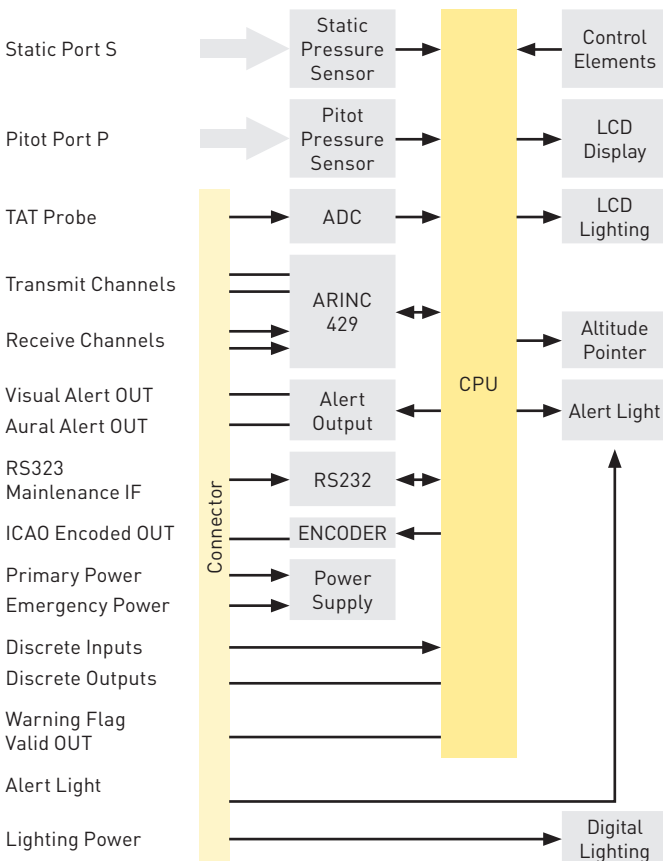 Static Port S
Static
Pressure
Sensor
Control
Elements
Pitot Port P
Pitot
Pressure
Sensor
LCD
Display
TAT Probe
ADC
LCD
Lighting
Transmit Channels
Receive Channels
ARINC
429
Altitude
Pointer
CPU
Visual Alert OUT
Aural Alert OUT
Alert
Output
Alert Light
RS323
Mainlenance IF
RS232
Connector
ICAO Encoded OUT
ENCODER
Primary Power
Emergency Power
Power
Supply
Discrete Inputs
Discrete Outputs
Warning Flag
Valid OUT
Alert Light
Lighting Power
Digital
Lighting